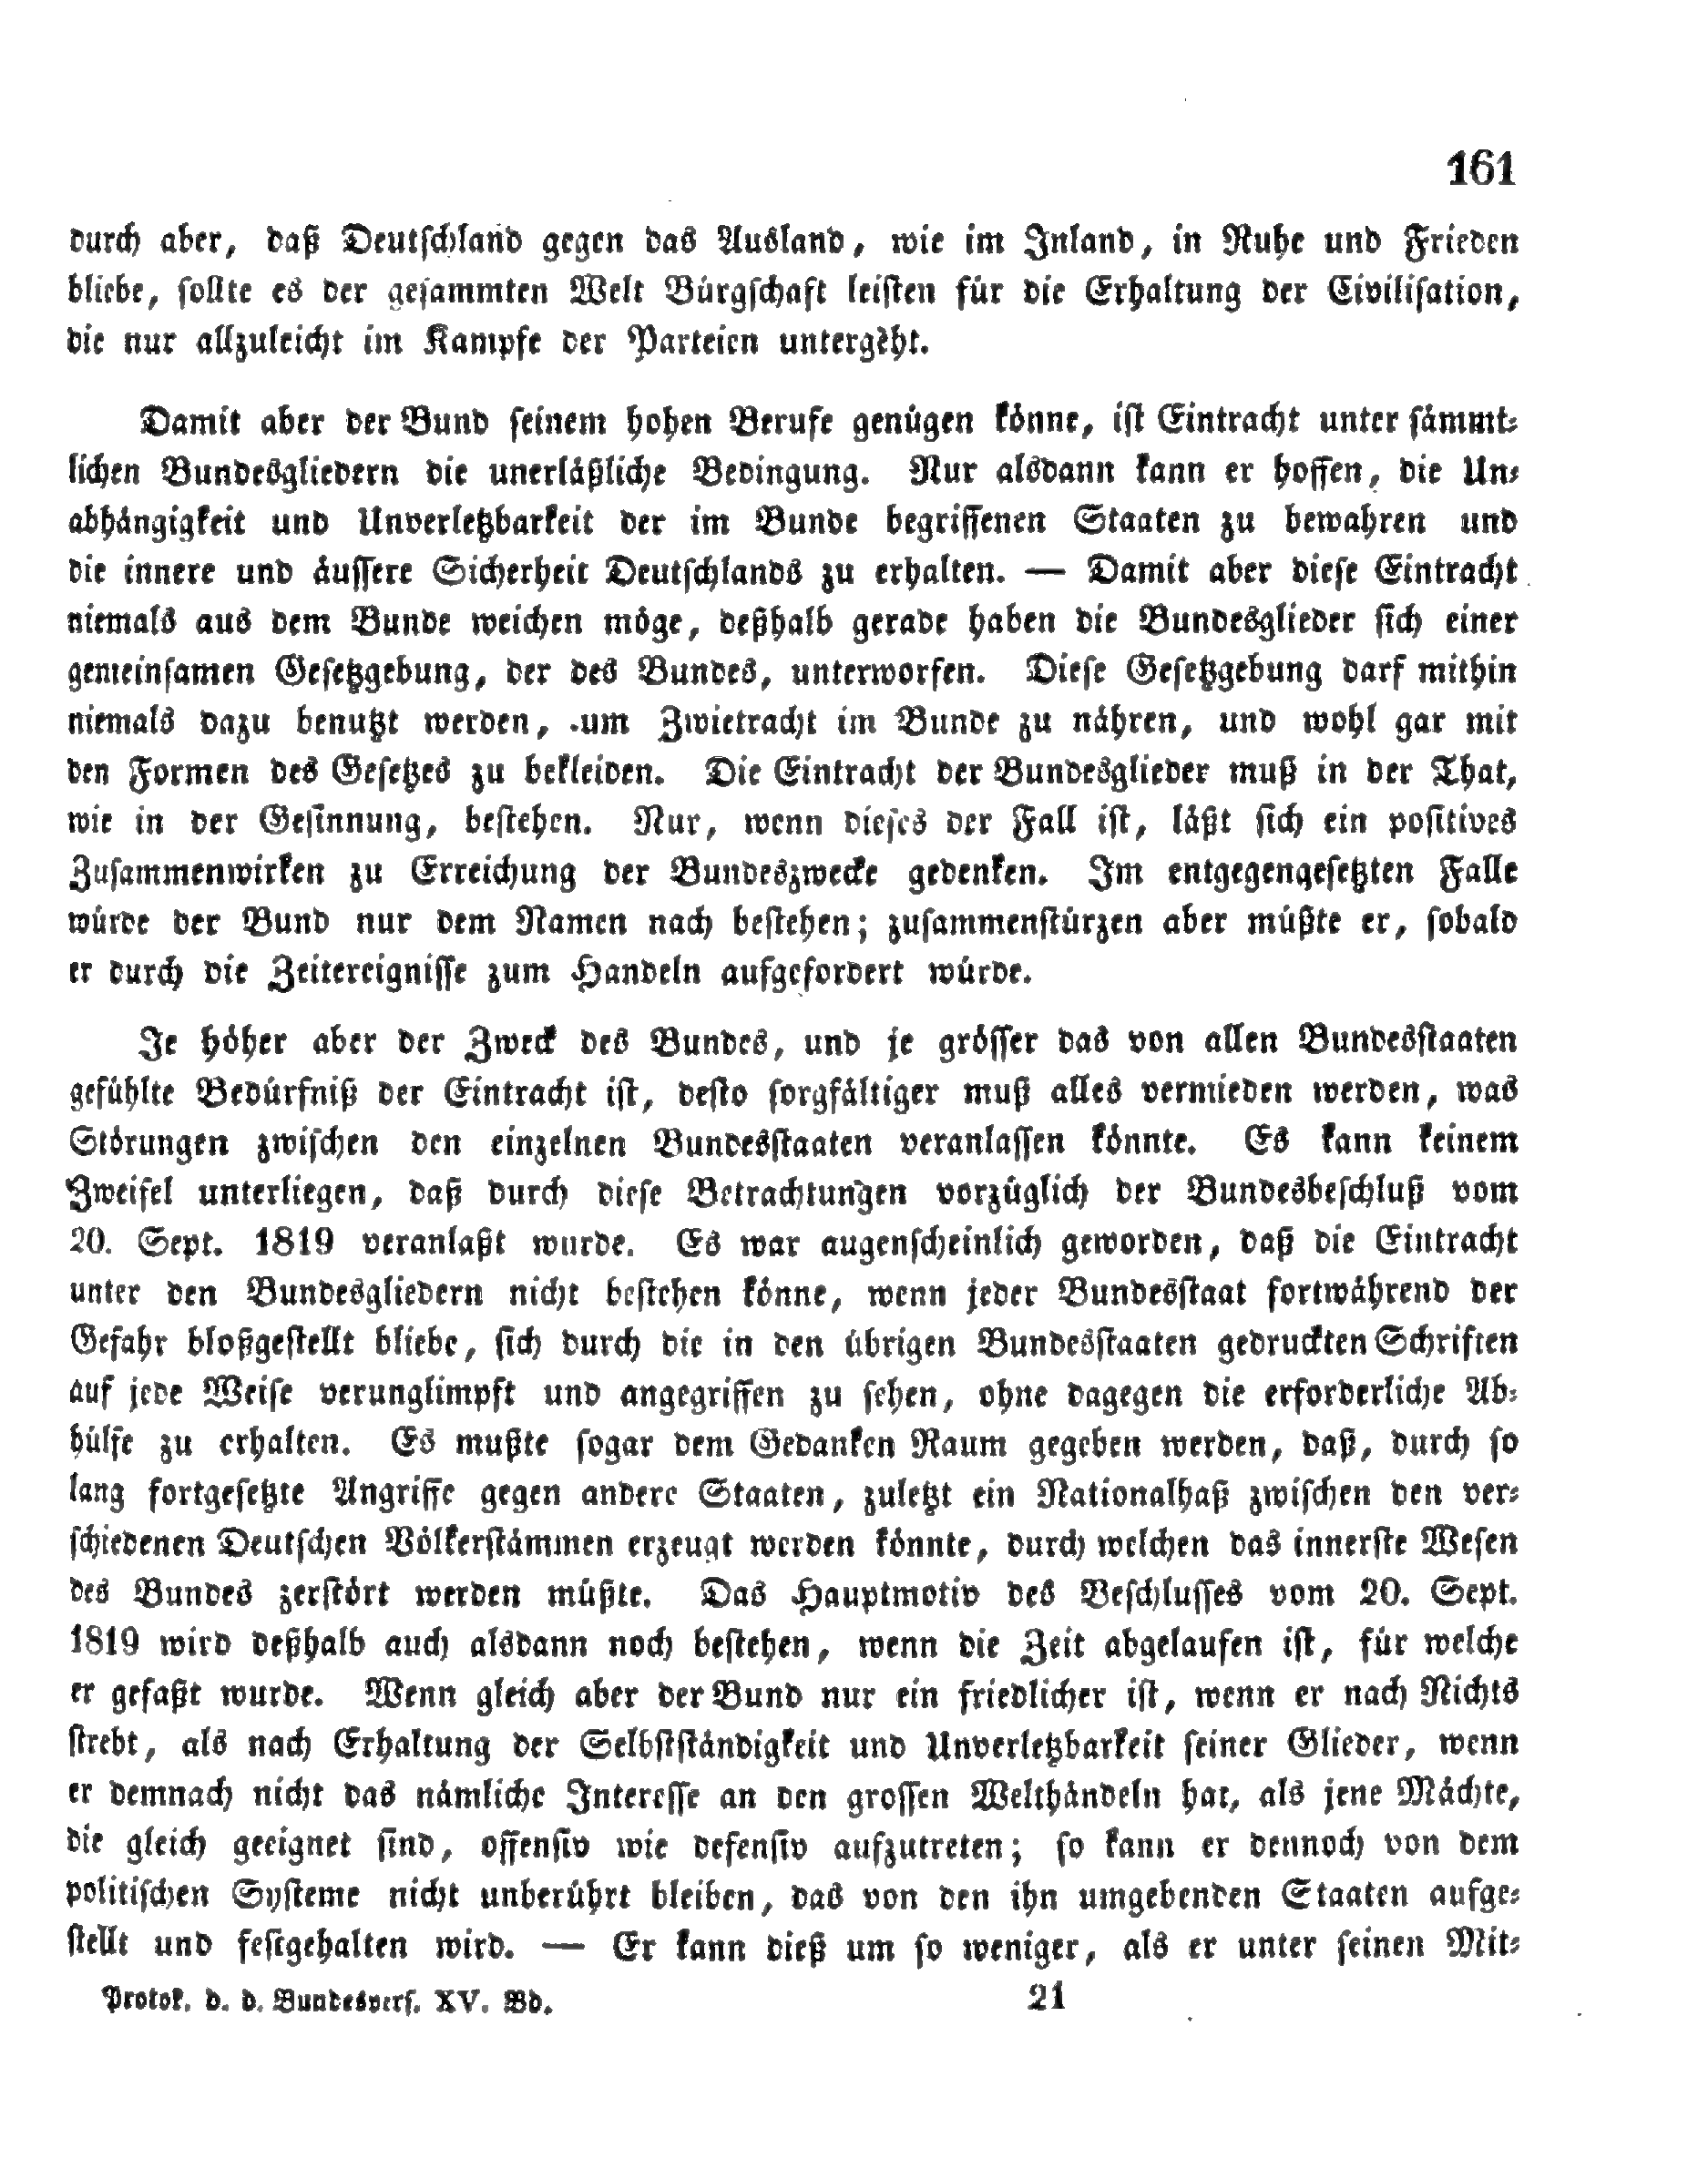 161
durch aber, daß Deutschland gegen das Ausland, wie im Inland, in Ruhe und Frieden
bliebe, sollte es der gesammten Welt Bürgschaft leisten für die Erhaltung der Civilisation,
die nur allzuleicht im Kampfe der Parteien untergeht.
Damit aber der Bund seinem hohen Berufe genügen könne, ist Eintracht unter sämmt-
lichen Bundesgliedern die unerläßliche Bedingung. Nur alsdann kann er hoffen, die Un-
abhängigkeit und Unverletzbarkeit der im Bunde begriffenen Staaten zu bewahren und
die innere und äussere Sicherheit Deutschlands zu erhalten. — Damit aber diese Eintracht
niemals aus dem Bunde weichen möge, deßhalb gerade haben die Bundesglieder sich einer
gemeinsamen Gesetzgebung, der des Bundes, unterworfen. Diese Gesetzgebung darf mithin
niemals dazu benutzt werden, um Zwietracht im Bunde zu nähren, und wohl gar mit
den Formen des Gesetzes zu bekleiden. Die Eintracht der Bundesglieder muß in der That,
wie in der Gesinnung, bestehen. Nur, wenn dieses der Fall ist, läßt sich ein positives
Zusammenwirken zu Erreichung der Bundeszwecke gedenken. Im entgegengesetzten Falle
würde der Bund nur dem Namen nach bestehen; zusammenstürzen aber müßte er, sobald
er durch die Zeitereignisse zum Handeln aufgefordert würde.
Je höher aber der Zweck des Bundes, und je grösser das von allen Bundesstaaten
gefühlte Bedürfniß der Eintracht ist, desto sorgfältiger muß alles vermieden werden, was
Störungen zwischen den einzelnen Bundesstaaten veranlassen könnte. Es kann keinem
Zweifel unterliegen, daß durch diese Betrachtungen vorzüglich der Bundesbeschluß vom
20. Sept. 1819 veranlaßt wurde. Es war augenscheinlich geworden, daß die Eintracht
unter den Bundesgliedern nicht bestehen könne, wenn jeder Bundesstaat fortwährend der
Gefahr bloßgestellt bliebe, sich durch die in den übrigen Bundesstaaten gedruckten Schriften
auf jede Weise verunglimpft und angegriffen zu sehen, ohne dagegen die erforderliche Ab-
hülfe zu erhalten. Es mußte sogar dem Gedanken Raum gegeben werden, daß, durch so
lang fortgesetzte Angriffe gegen andere Staaten, zuletzt ein Nationalhaß zwischen den ver-
schiedenen Deutschen Völkerstämmen erzeugt werden könnte, durch welchen das innerste Wesen
des Bundes zerstört werden müßte. Das Hauptmotiv des Beschlusses vom 20. Sept.
1819 wird deßhalb auch alsdann noch bestehen, wenn die Zeit abgelaufen ist, für welche
er gefaßt wurde. Wenn gleich aber der Bund nur ein friedlicher ist, wenn er nach Nichts
strebt, als nach Erhaltung der Selbstständigkeit und Unverletzbarkeit seiner Glieder, wenn
er demnach nicht das nämliche Interesse an den grossen Welthändeln hat, als jene Mächte,
die gleich geeignet sind, offensiv wie defensiv aufzutreten; so kann er dennoch von dem
politischen Systeme nicht unberührt bleiben, das von den ihn umgebenden Staaten aufge-
stellt und festgehalten wird. — Er kann dieß um so weniger, als er unter seinen Mit-
Protok. d. d. Bundesvers. XV. Bd. 21